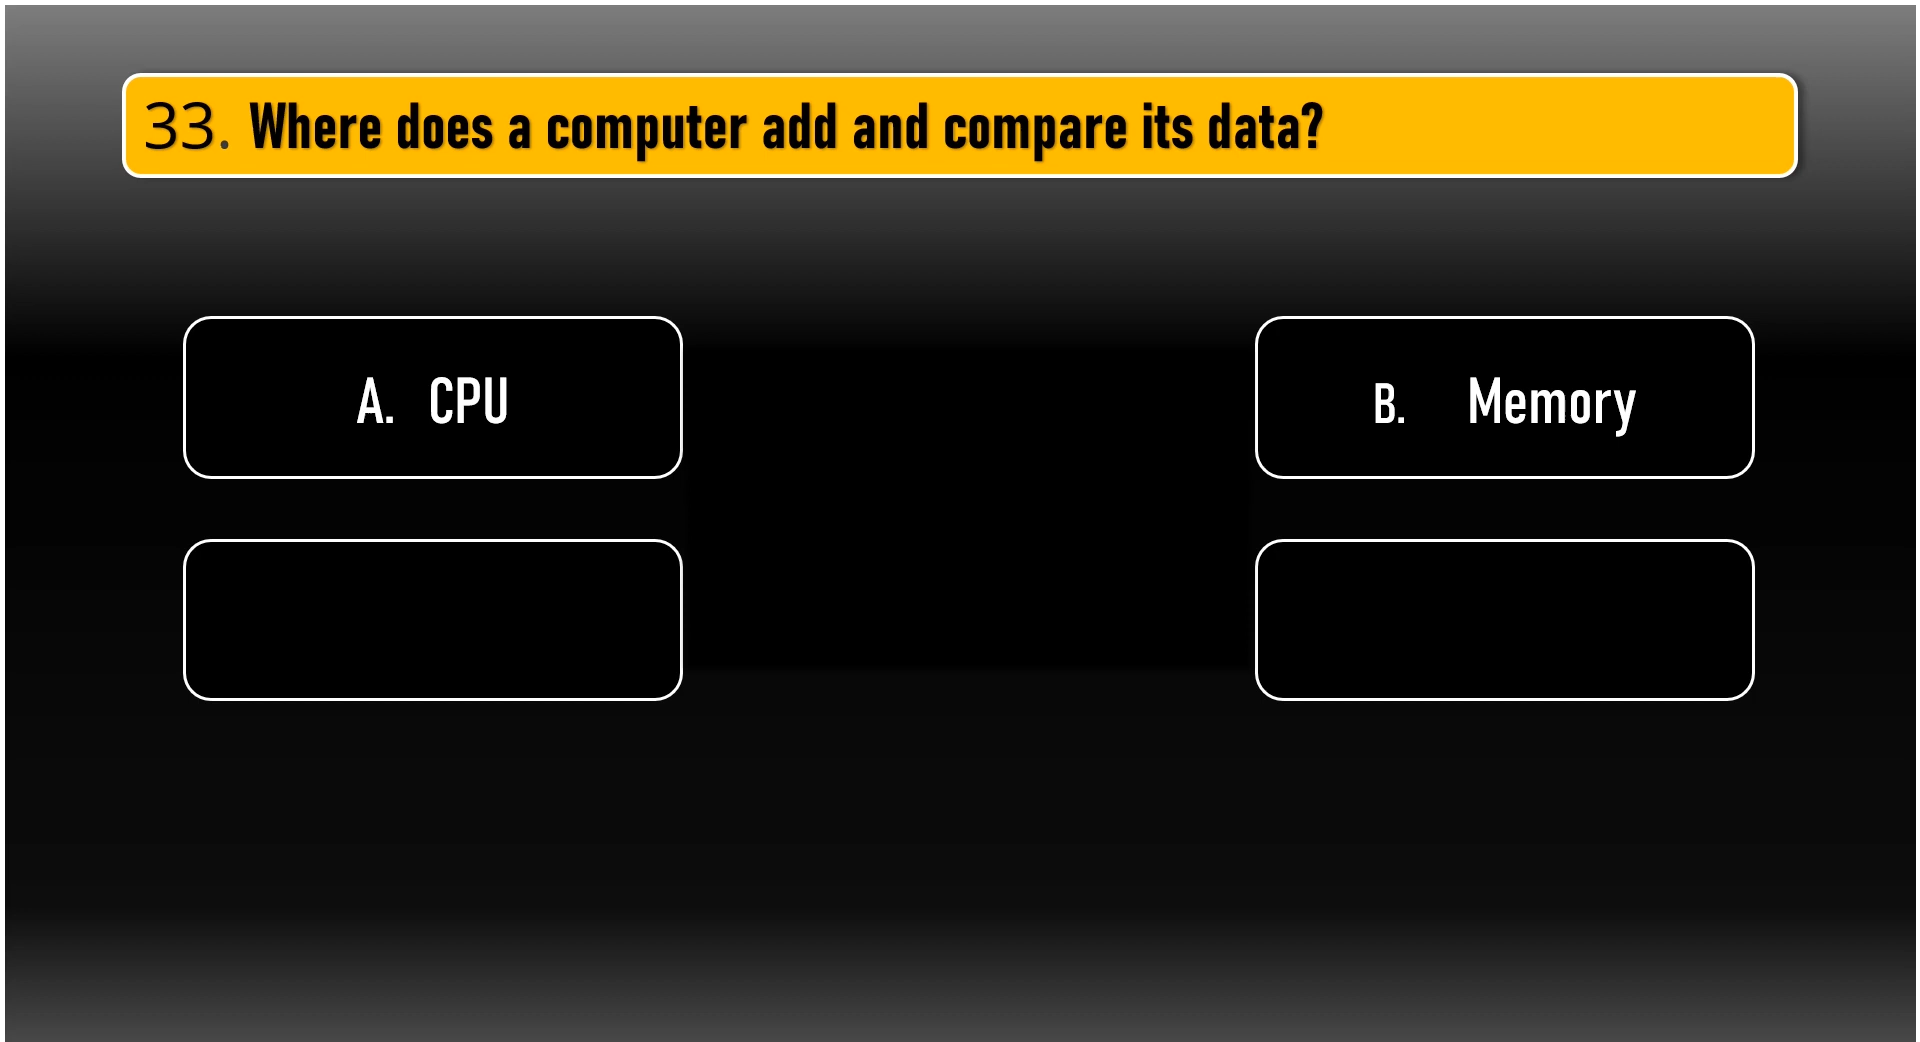 33. Where does a computer add and compare its data?
A. CPU
B. Memory